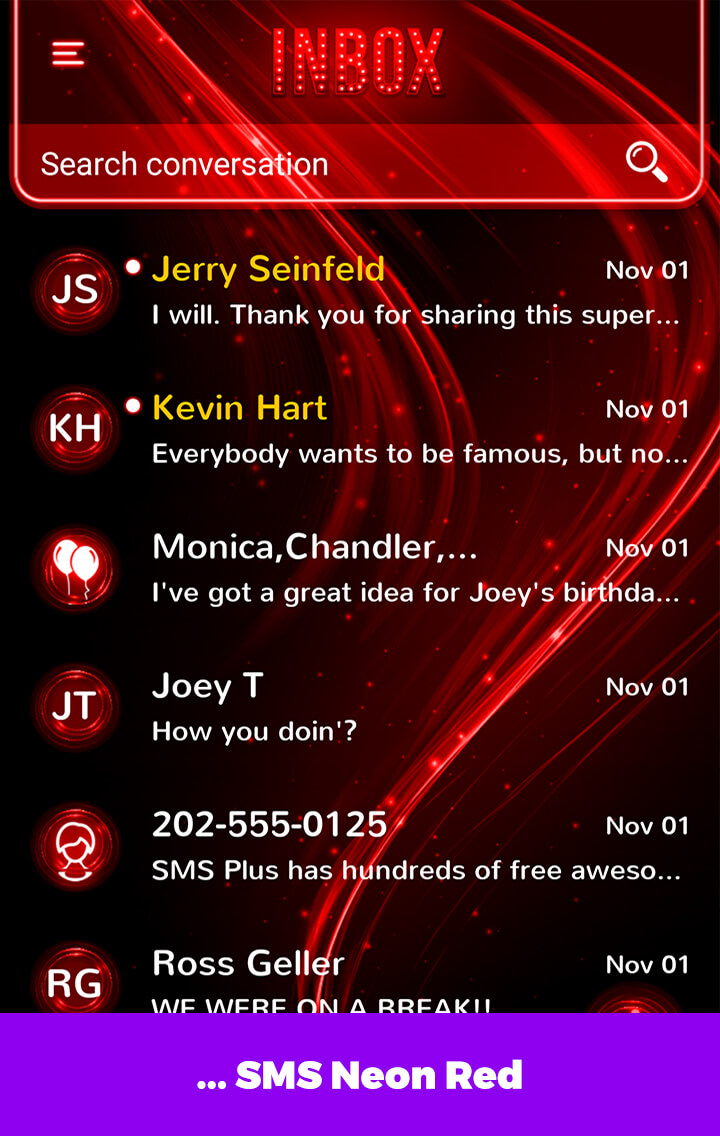 INBOX
Search conversation
JS
Jerry Seinfeld
Nov 01
I will. Thank you for sharing this super...
KH
Kevin Hart
Nov 01
Everybody wants to be famous, but no...
Monica,Chandler,...
Nov 01
I've got a great idea for Joey's birthda...
JT
Joey T
Nov 01
How you doin'?
202-555-0125
Nov 01
SMS Plus has hundreds of free aweso...
RG
Ross Geller
Nov 01
WE WERE ON A BREAK!!
... SMS Neon Red